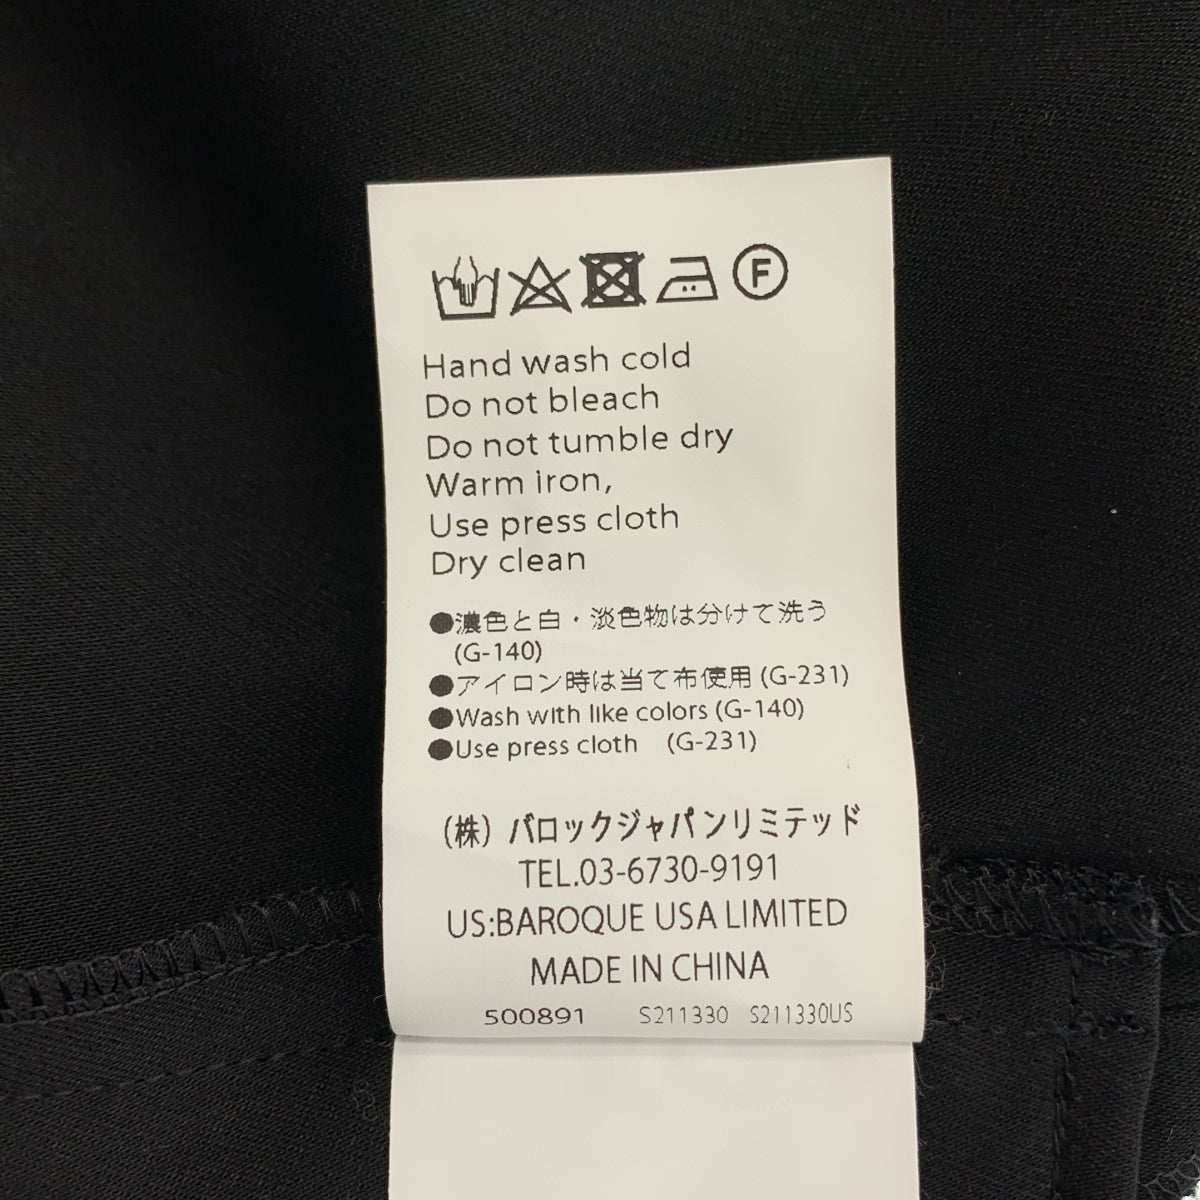 F
Hand wash cold
Do not bleach
Do not tumble dry
Warm iron,
Use press cloth
Dry clean
●濃色と白・淡色物は分けて洗う
(G-140)
●アイロン時は当て布使用 (G-231)
●Wash with like colors (G-140)
●Use press cloth (G-231)
(株) バロックジャパンリミテッド
TEL.03-6730-9191
US:BAROQUE USA LIMITED
MADE IN CHINA
500891 S211330 S211330US